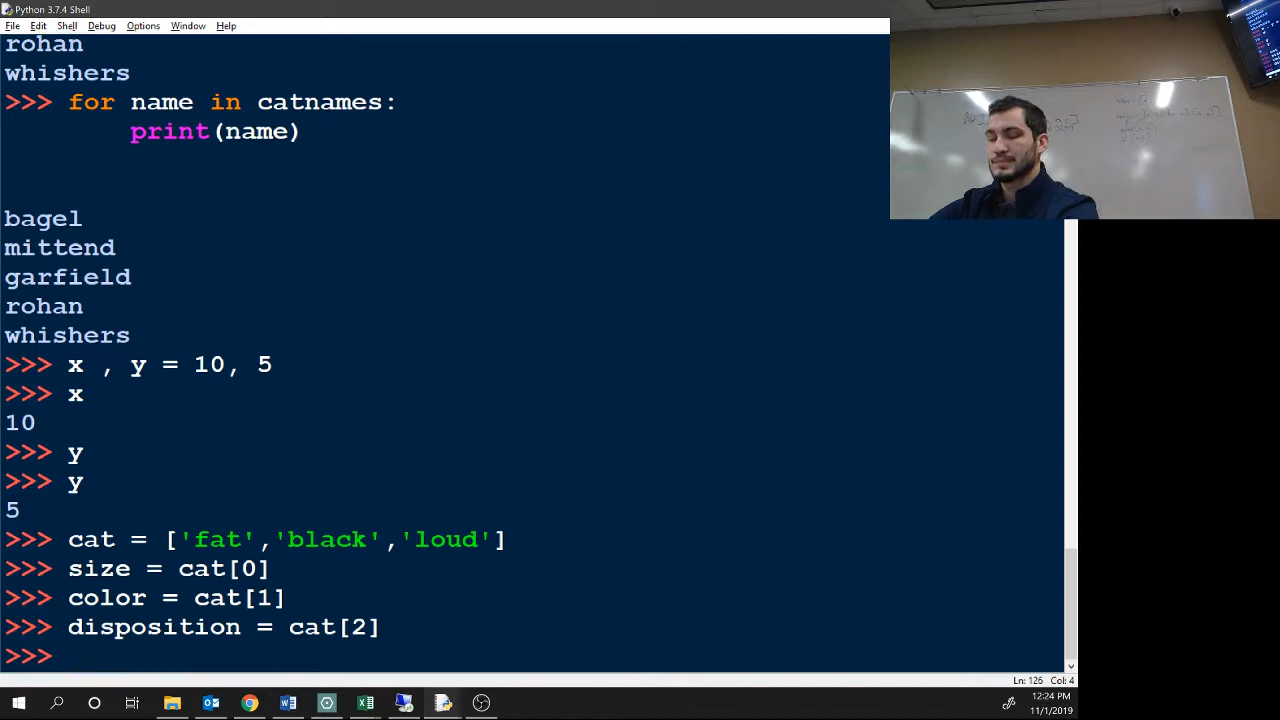 Python 3.7.4 Shell
File Edit Shell Debug Options Window Help
rohan
whishers
>>> for name in catnames:
        print(name)
bagel
mittend
garfield
rohan
whishers
>>> x , y = 10, 5
>>> x
10
>>> y
>>> y
5
>>> cat = ['fat','black','loud']
>>> size = cat[0]
>>> color = cat[1]
>>> disposition = cat[2]
>>>
Ln: 126 Col: 4
12:24 PM
11/1/2019